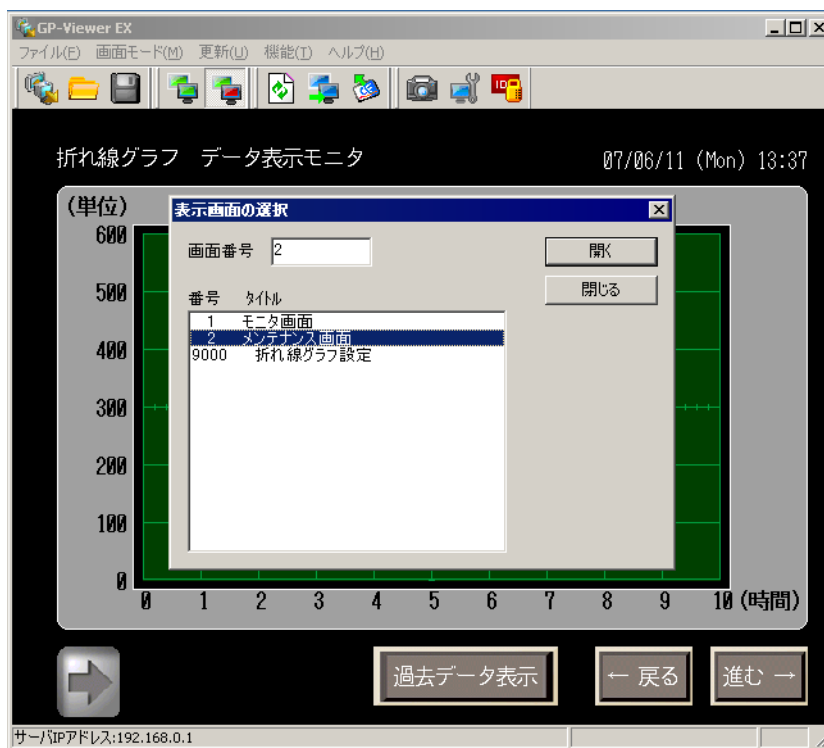 GP-Viewer EX
ファイル(F) 画面モード(M) 更新(U) 機能(T) ヘルプ(H)
ID
折れ線グラフ データ表示モニタ
07/06/11 (Mon) 13:37
(単位)
表示画面の選択
画面番号 2
開く
閉じる
番号 タイトル
1 モニタ画面
2 メンテナンス画面
9000 折れ線グラフ設定
600
500
400
300
200
100
0
0 1 2 3 4 5 6 7 8 9 10 (時間)
過去データ表示
← 戻る
進む →
サーバIPアドレス:192.168.0.1